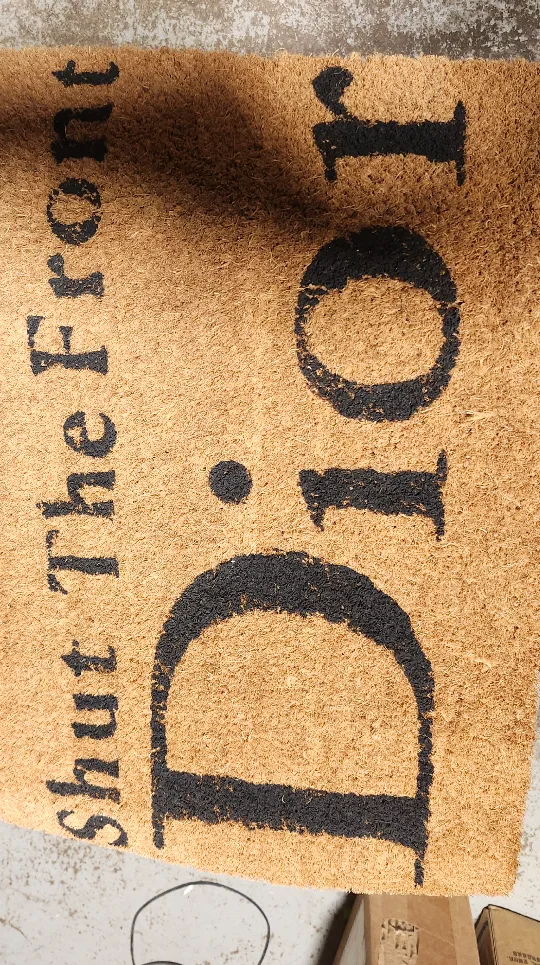 Shut The Front
Dior